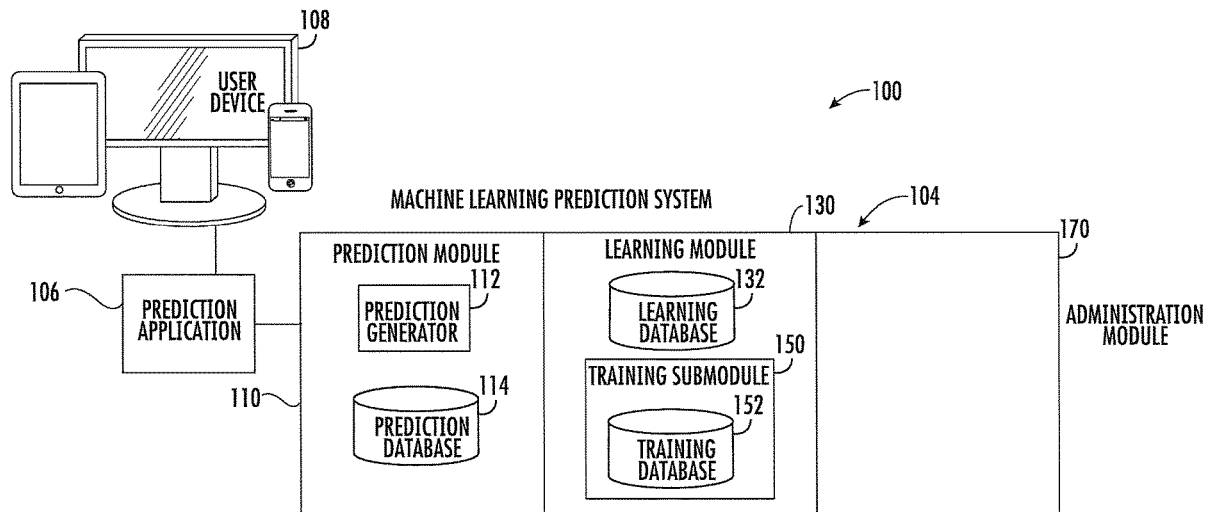 108
USER
DEVICE
100
MACHINE LEARNING PREDICTION SYSTEM
130
104
170
PREDICTION MODULE
112
PREDICTION
GENERATOR
LEARNING MODULE
132
LEARNING
DATABASE
106
PREDICTION
APPLICATION
ADMINISTRATION
MODULE
150
TRAINING SUBMODULE
110
114
PREDICTION
DATABASE
152
TRAINING
DATABASE